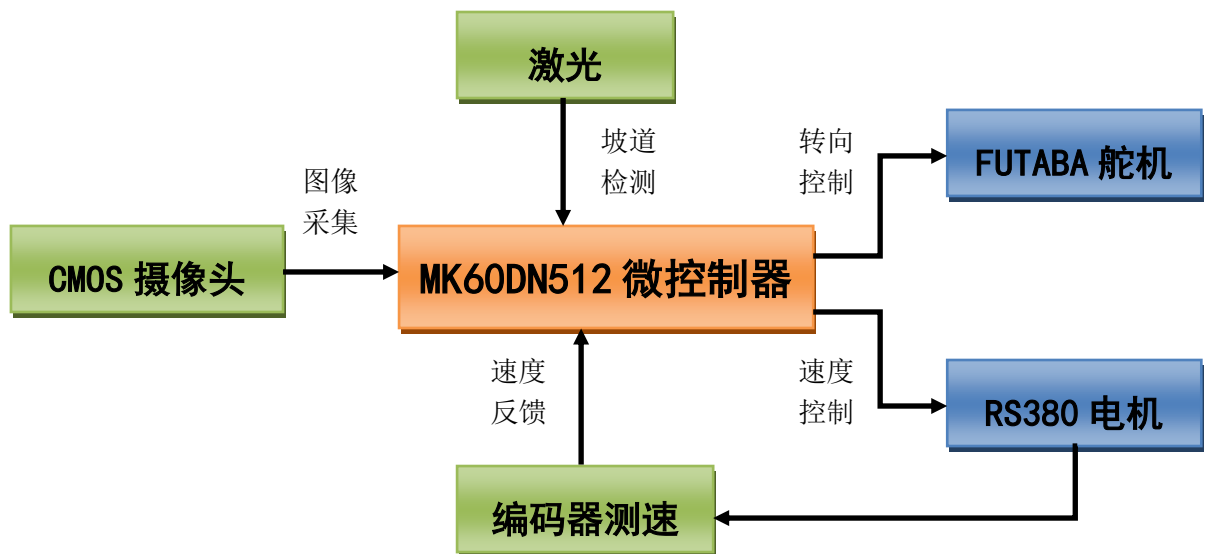 激光
坡道
检测
转向
控制
FUTABA 舵机
图像
采集
CMOS 摄像头
MK60DN512 微控制器
速度
反馈
速度
控制
RS380 电机
编码器测速